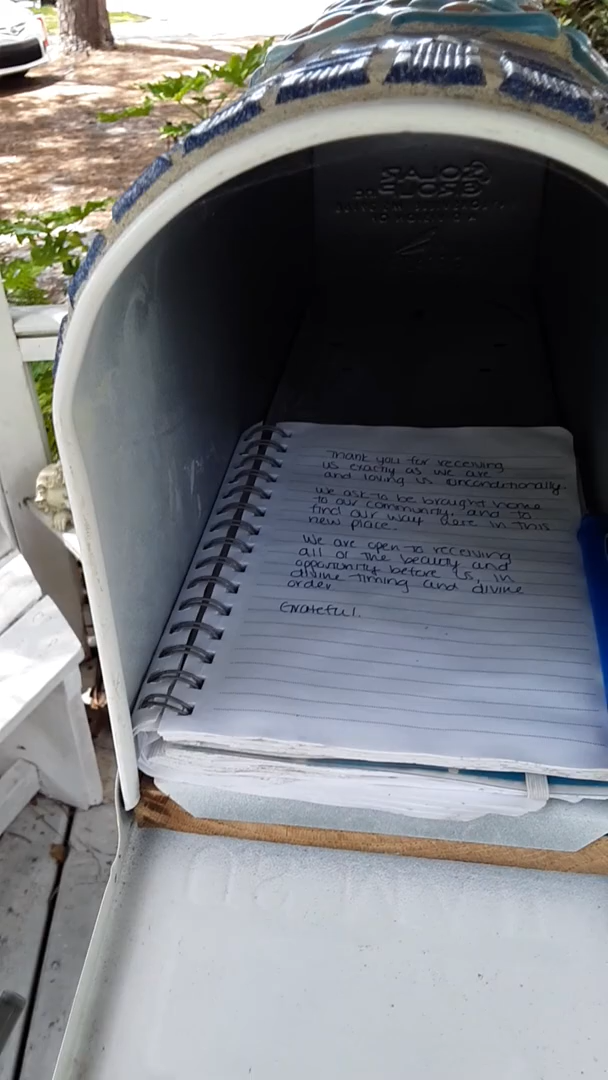 SOLAR
GROUP
Thank you for receiving
us exactly as we are
and loving us unconditionally.
We ask to be brought home
to our community, and to
find our way here in this
new place.
We are open to receiving
all of the beauty and
opportunity before us, in
divine timing and divine
order.
Grateful.